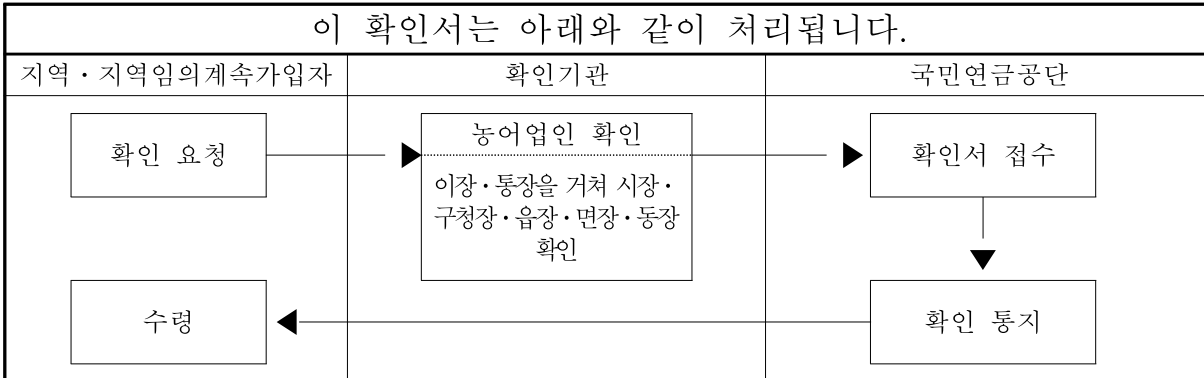 이 확인서는 아래와 같이 처리됩니다.
지역・지역임의계속가입자 확인기관 국민연금공단
확인 요청 농어업인 확인 확인서 접수
이장・통장을 거쳐 시장・
구청장・읍장・면장・동장
확인
수령 확인 통지